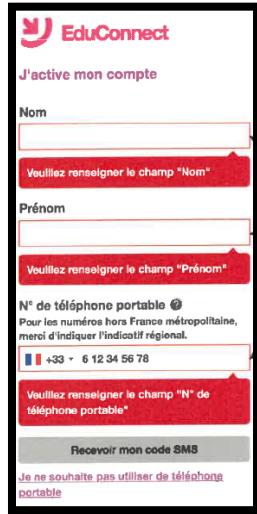 EduConnect
J'active mon compte
Nom
Veuillez renseigner le champ "Nom"
Prénom
Veuillez renseigner le champ "Prénom"
N° de téléphone portable ?
Pour les numéros hors France métropolitaine,
merci d'indiquer l'indicatif régional.
+33 6 12 34 56 78
Veuillez renseigner le champ "N° de
téléphone portable"
Recevoir mon code SMS
Je ne souhaite pas utiliser de téléphone
portable